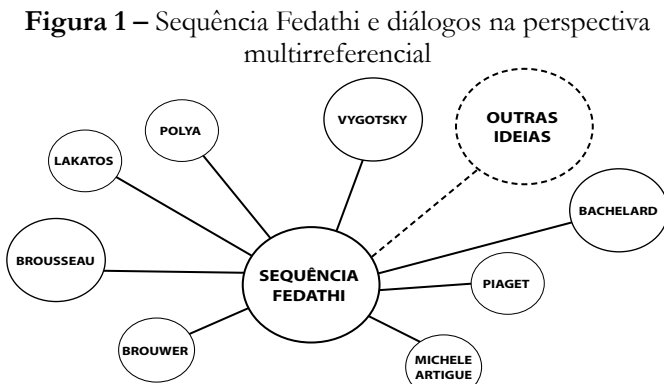 Figura 1 – Sequência Fedathi e diálogos na perspectiva
multirreferencial
POLYA
VYGOTSKY
OUTRAS
IDEIAS
LAKATOS
BACHELARD
BROUSSEAU
SEQUÊNCIA
FEDATHI
PIAGET
BROUWER
MICHELE
ARTIGUE